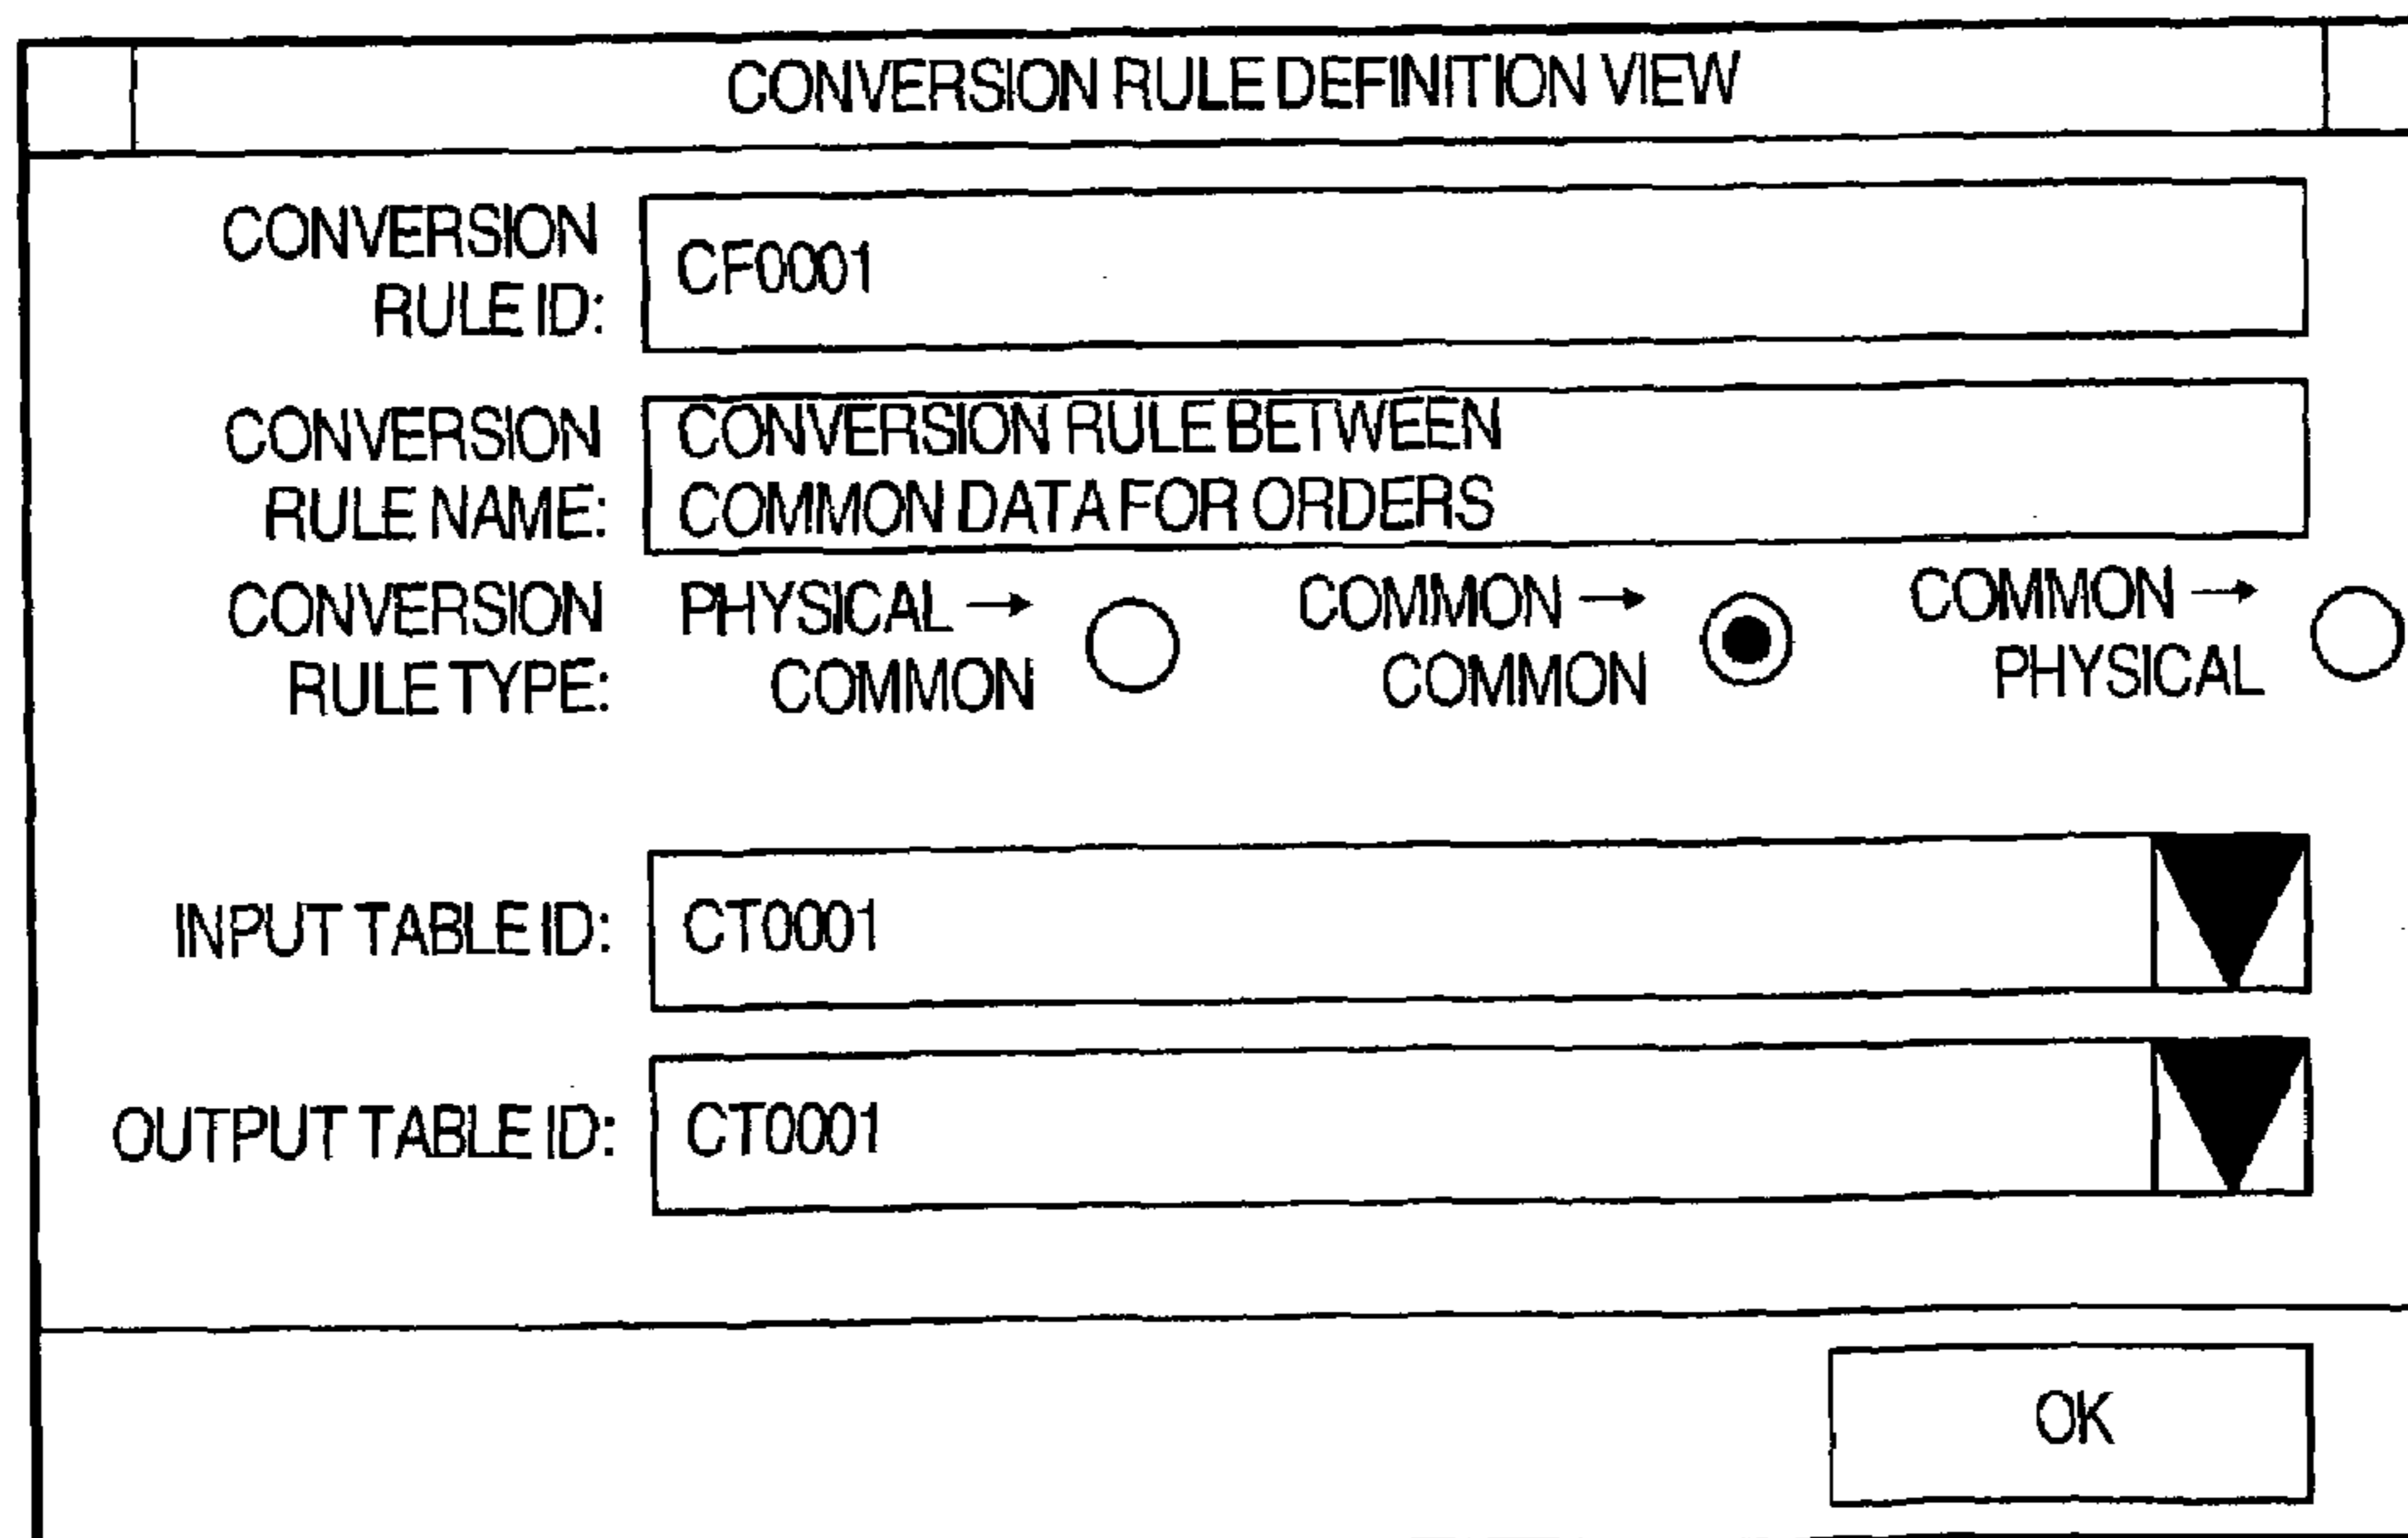 CONVERSION RULE DEFINITION VIEW
CONVERSION
RULE ID:
CF0001
CONVERSION
RULE NAME:
CONVERSION RULE BETWEEN
COMMON DATA FOR ORDERS
CONVERSION
RULE TYPE:
PHYSICAL →
COMMON
COMMON →
COMMON
COMMON →
PHYSICAL
INPUT TABLE ID:
CT0001
OUTPUT TABLE ID:
CT0001
OK